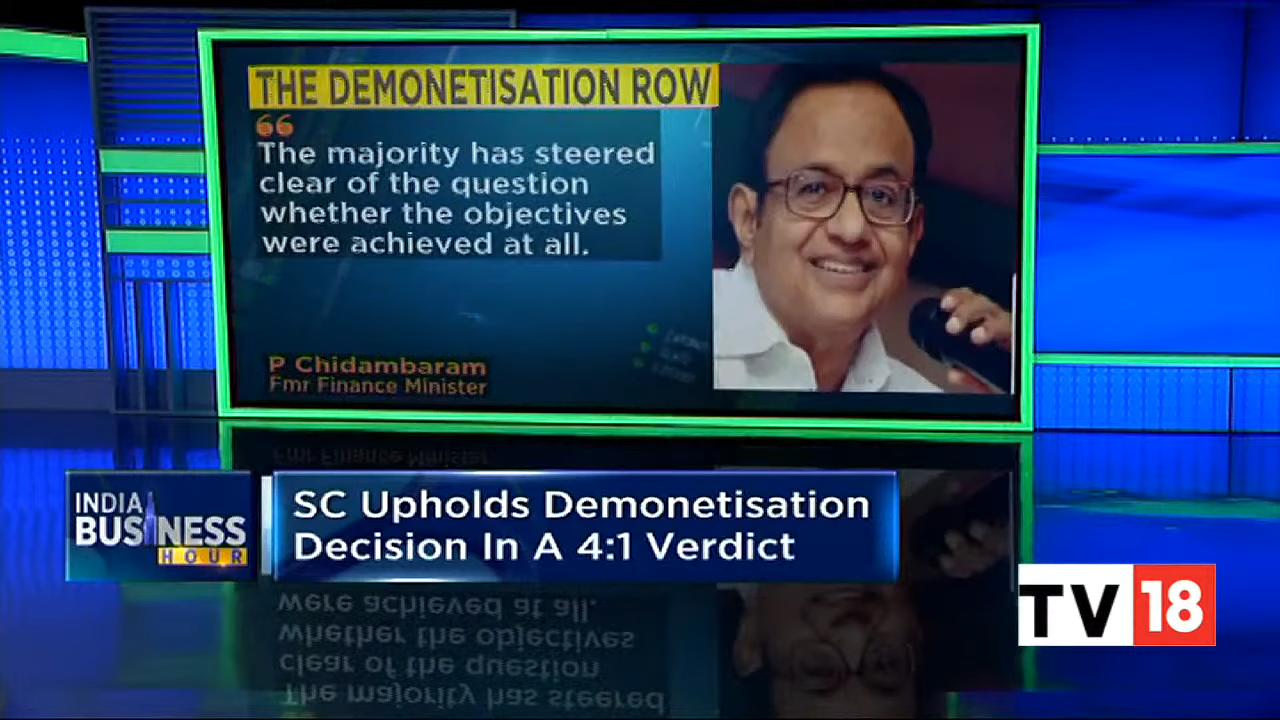 THE DEMONETISATION ROW
The majority has steered
clear of the question
whether the objectives
were achieved at all.
P Chidambaram
Fmr Finance Minister
INDIA
BUSINESS
HOUR
SC Upholds Demonetisation
Decision In A 4:1 Verdict
TV18